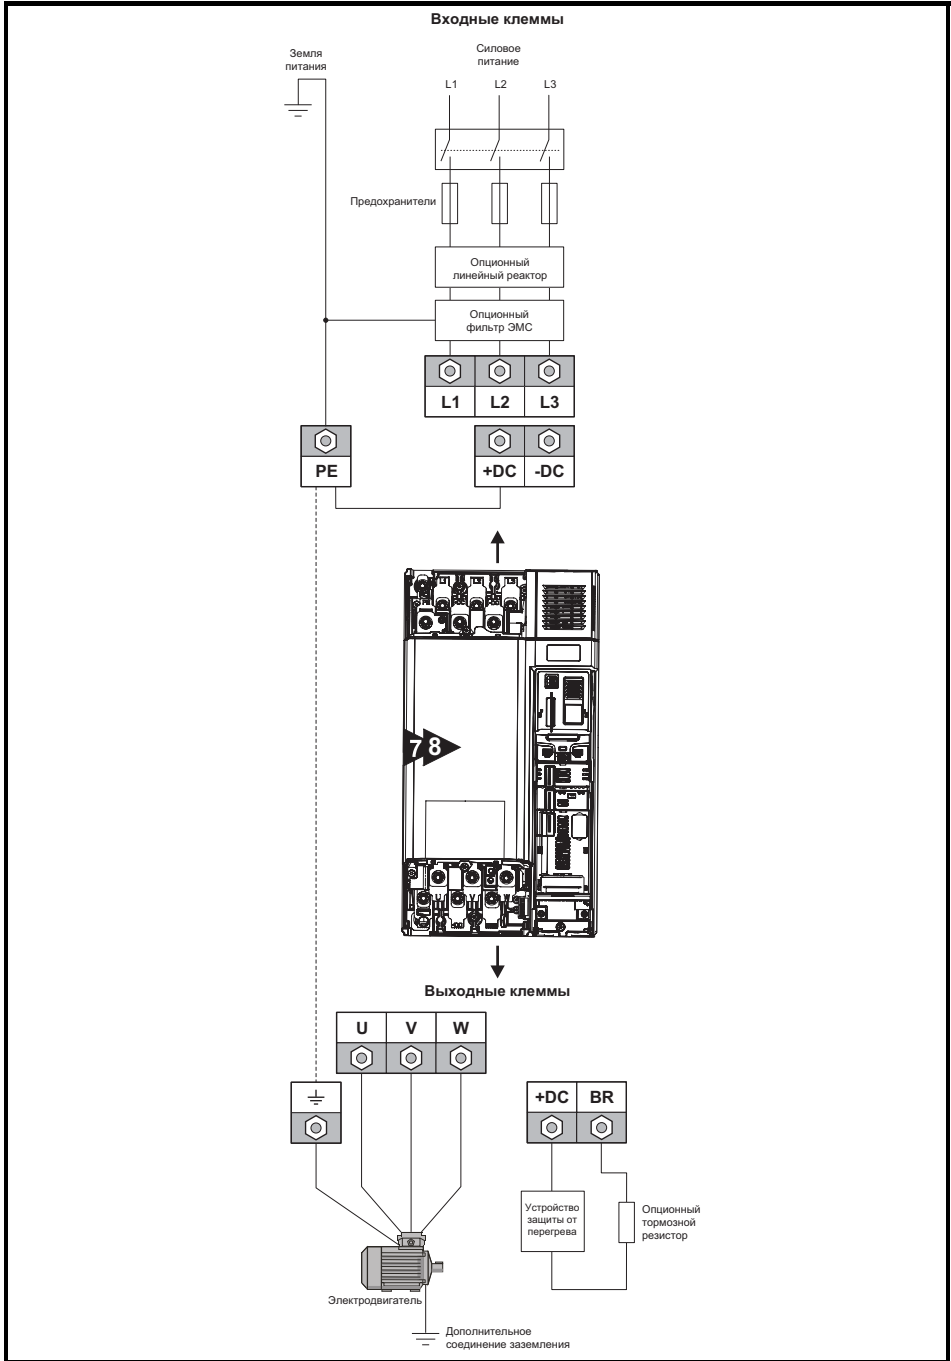 Входные клеммы
Земля
питания
Силовое
питание
L1 L2 L3
Предохранители
Опционный
линейный реактор
Опционный
фильтр ЭМС
L1 L2 L3
PE +DC -DC
7 8
Выходные клеммы
U V W
+DC BR
Устройство
защиты от
перегрева
Опционный
тормозной
резистор
Электродвигатель
Дополнительное
соединение заземления